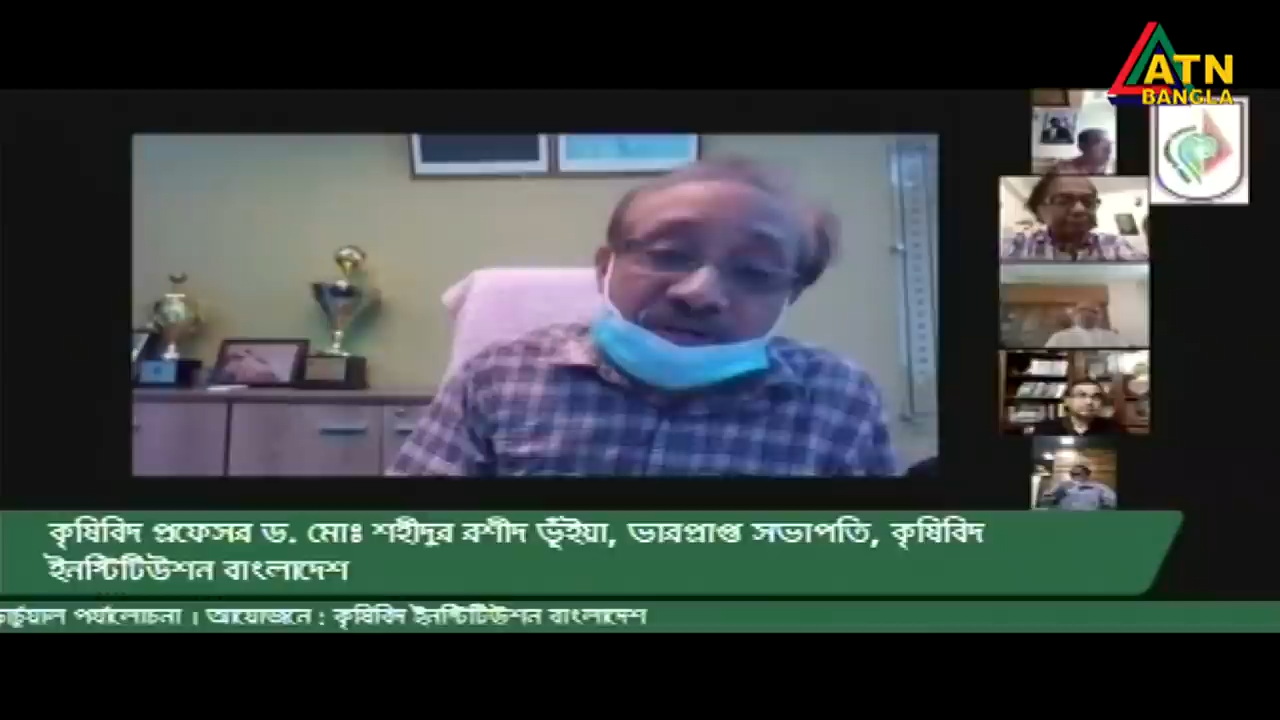 ATN
BANGLA
কৃষিবিদ প্রফেসর ড. মোঃ শহীদুর রশীদ ভূঁইয়া, ভারপ্রাপ্ত সভাপতি, কৃষিবিদ
ইনস্টিটিউশন বাংলাদেশ
পর্যালোচনা । আয়োজনে : কৃষিবিদ ইনস্টিটিউশন বাংলাদেশ